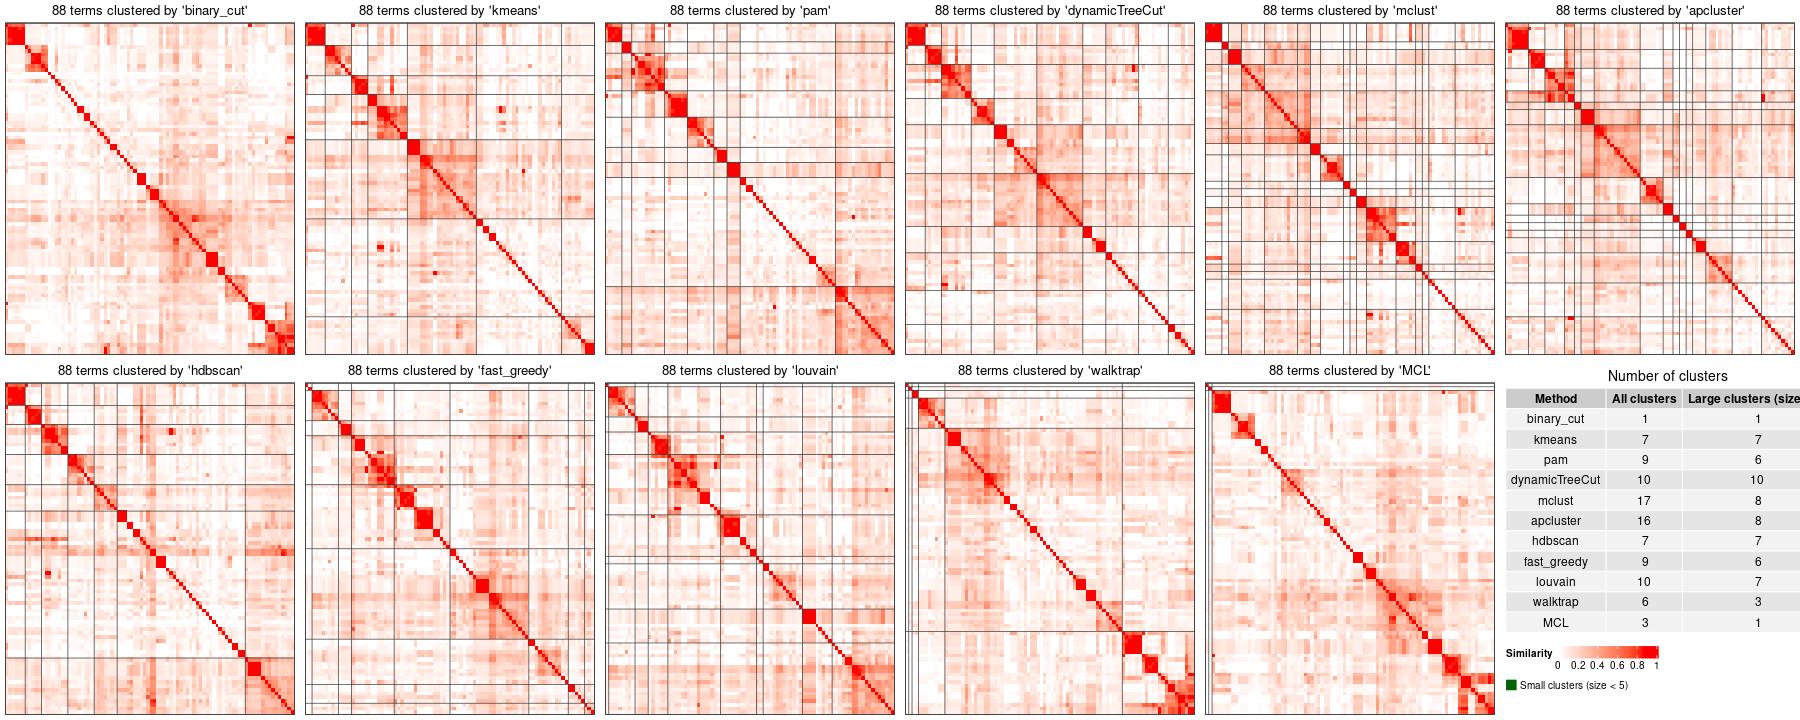 88 terms clustered by 'binary_cut'
88 terms clustered by 'kmeans'
88 terms clustered by 'pam'
88 terms clustered by 'dynamicTreeCut'
88 terms clustered by 'mclust'
88 terms clustered by 'apcluster'
88 terms clustered by 'hdbscan'
88 terms clustered by 'fast_greedy'
88 terms clustered by 'louvain'
88 terms clustered by 'walktrap'
88 terms clustered by 'MCL'
Number of clusters
Method All clusters Large clusters (size
binary_cut 1 1
kmeans 7 7
pam 9 6
dynamicTreeCut 10 10
mclust 17 8
apcluster 16 8
hdbscan 7 7
fast_greedy 9 6
louvain 10 7
walktrap 6 3
MCL 3 1
Similarity
0 0.2 0.4 0.6 0.8 1
Small clusters (size < 5)